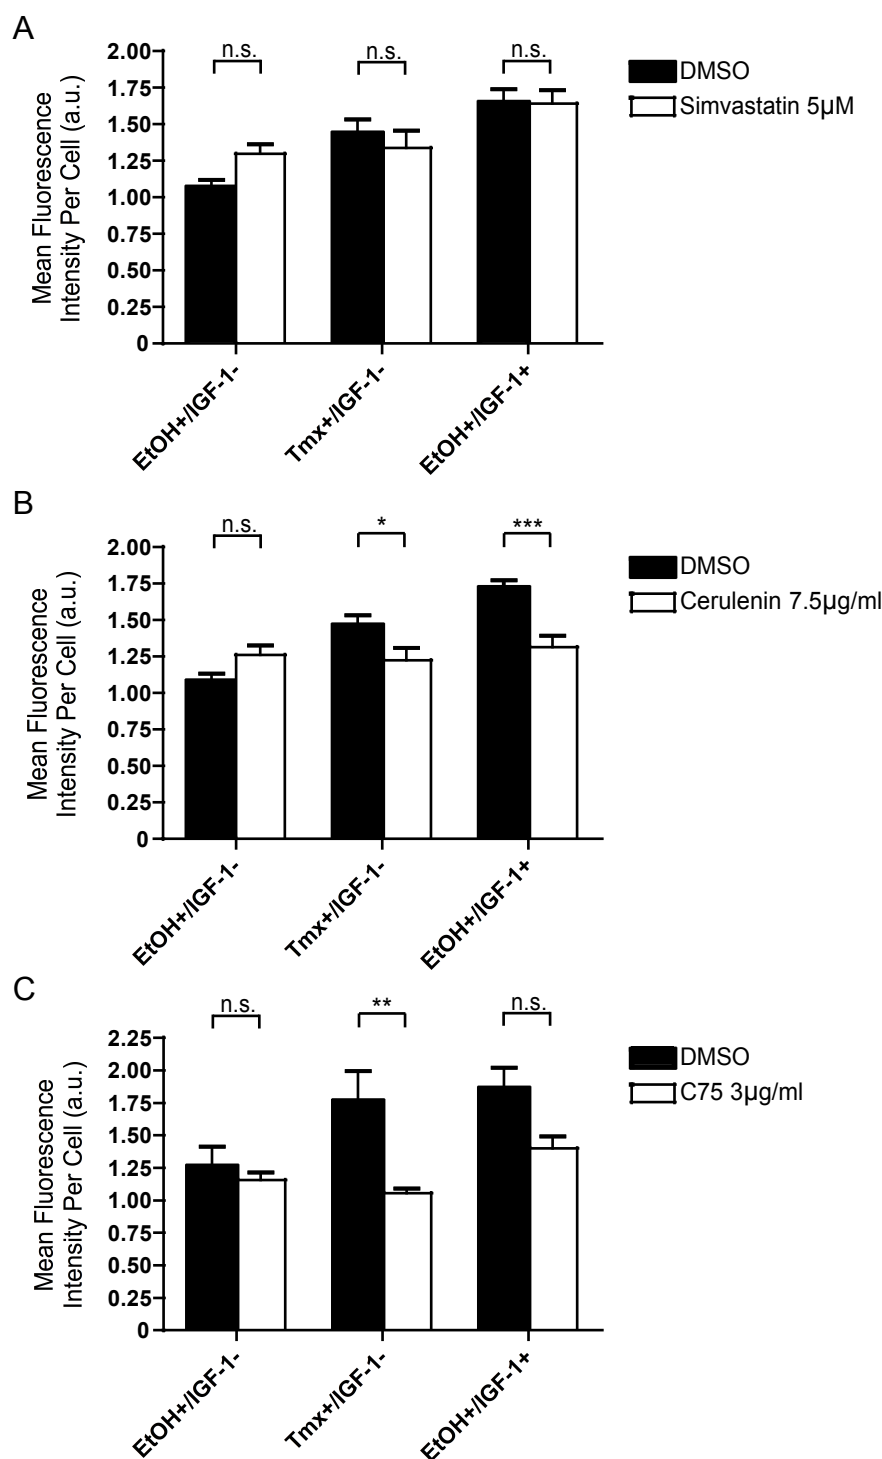 A
n.s.
n.s.
n.s.
2.00
1.75
1.50
1.25
1.00
0.75
0.50
0.25
0
Mean Fluorescence
Intensity Per Cell (a.u.)
DMSO
Simvastatin 5µM
EtOH+/IGF-1-
Tmx+/IGF-1-
EtOH+/IGF-1+
B
n.s.
*
***
2.00
1.75
1.50
1.25
1.00
0.75
0.50
0.25
0
Mean Fluorescence
Intensity Per Cell (a.u.)
DMSO
Cerulenin 7.5µg/ml
EtOH+/IGF-1-
Tmx+/IGF-1-
EtOH+/IGF-1+
C
n.s.
**
n.s.
2.25
2.00
1.75
1.50
1.25
1.00
0.75
0.50
0.25
0
Mean Fluorescence
Intensity Per Cell (a.u.)
DMSO
C75 3µg/ml
EtOH+/IGF-1-
Tmx+/IGF-1-
EtOH+/IGF-1+